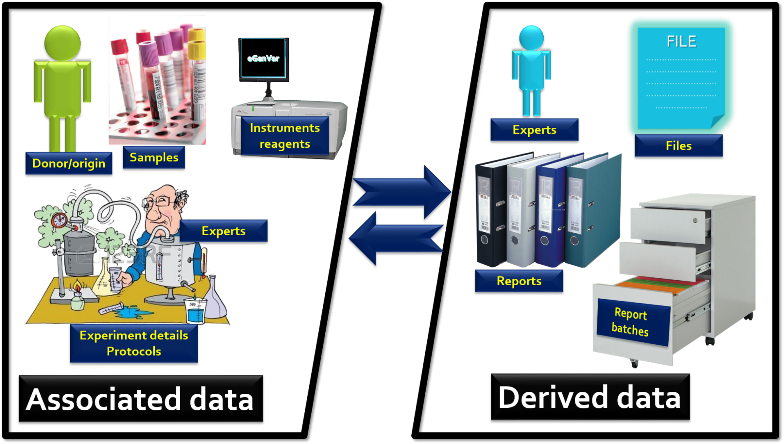 eGenVar
Donor/origin
Samples
Instruments
reagents
Experts
Experiment details
Protocols
Associated data
FILE
Experts
Files
Reports
Report
batches
Derived data